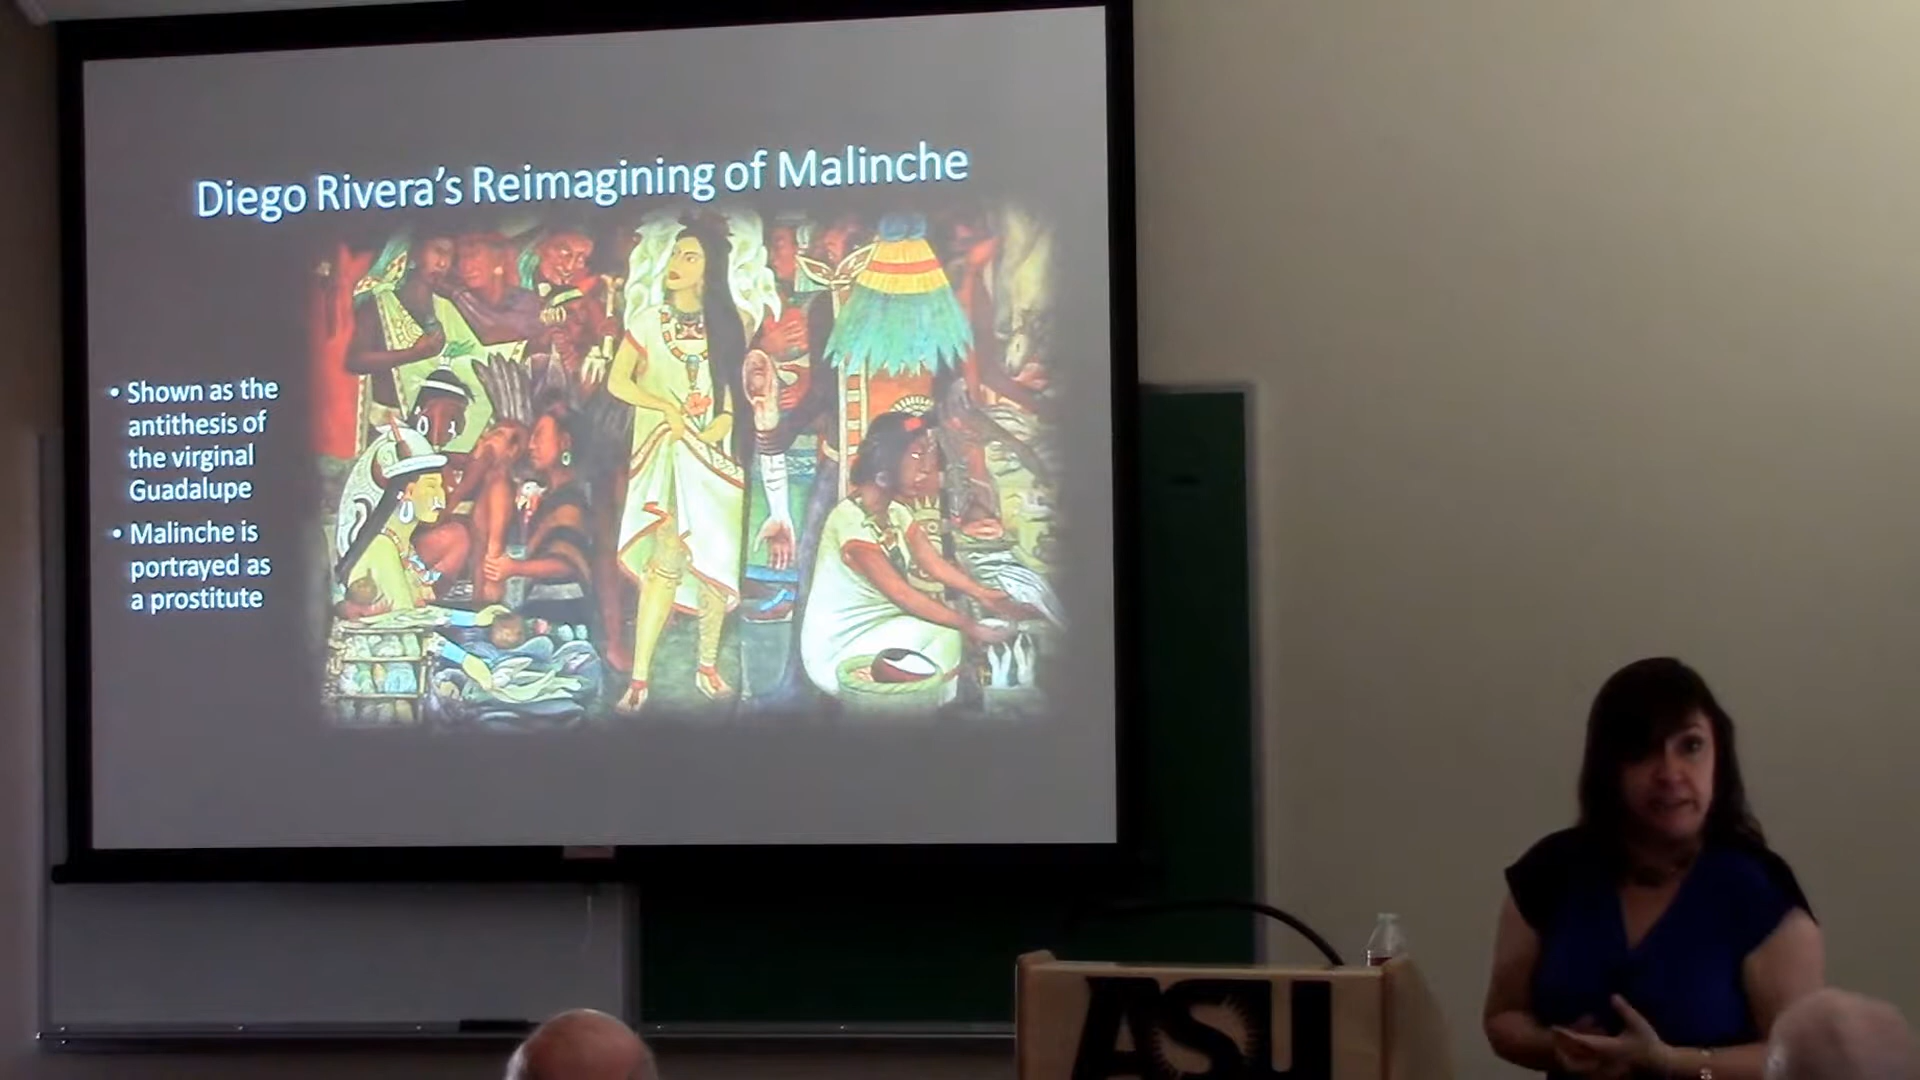 Diego Rivera’s Reimagining of Malinche
• Shown as the
antithesis of
the virginal
Guadalupe
• Malinche is
portrayed as
a prostitute
ASU